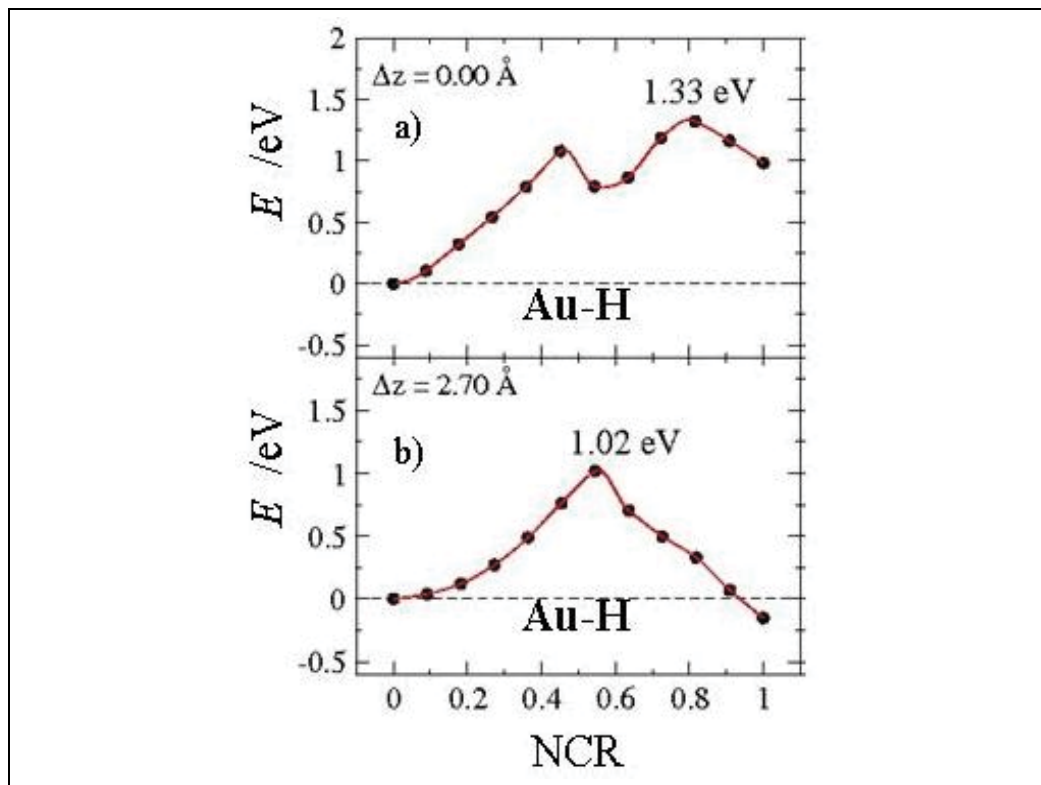 2
Δz = 0.00 Å
1.33 eV
1.5
a)
1
E /eV
0.5
0
Au-H
-0.5
Δz = 2.70 Å
1.5
b)
1.02 eV
1
E /eV
0.5
0
Au-H
-0.5
0 0.2 0.4 0.6 0.8 1
NCR